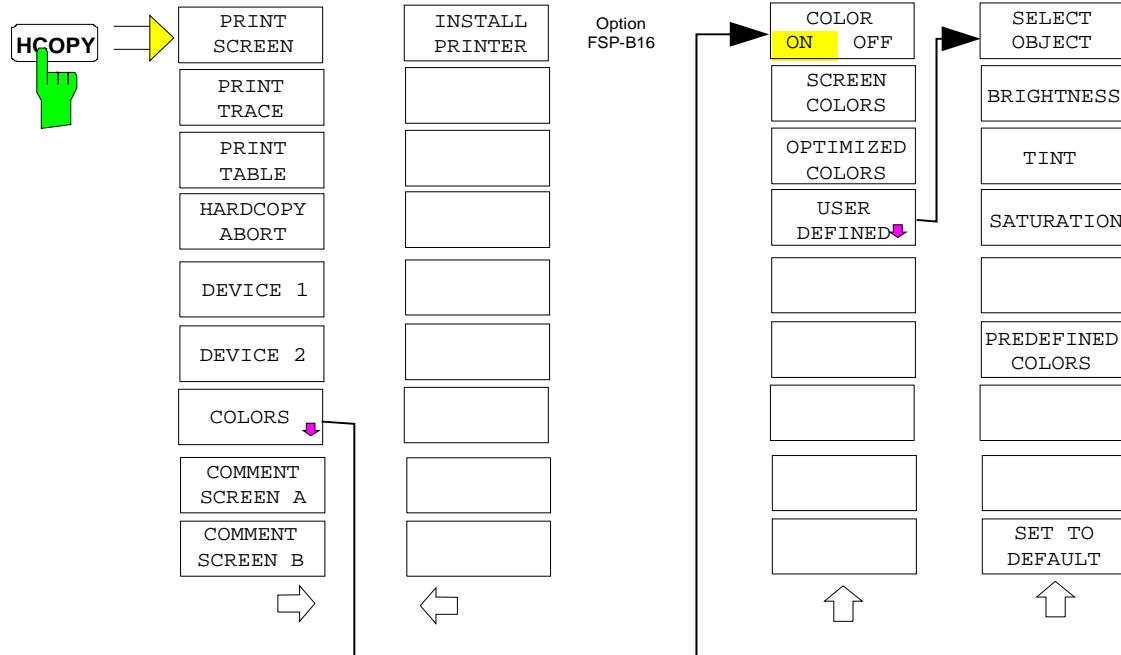 HCOPY
PRINT
SCREEN
PRINT
TRACE
PRINT
TABLE
HARDCOPY
ABORT
DEVICE 1
DEVICE 2
COLORS
COMMENT
SCREEN A
COMMENT
SCREEN B
INSTALL
PRINTER
Option
FSP-B16
COLOR
ON OFF
SCREEN
COLORS
OPTIMIZED
COLORS
USER
DEFINED
SELECT
OBJECT
BRIGHTNESS
TINT
SATURATION
PREDEFINED
COLORS
SET TO
DEFAULT